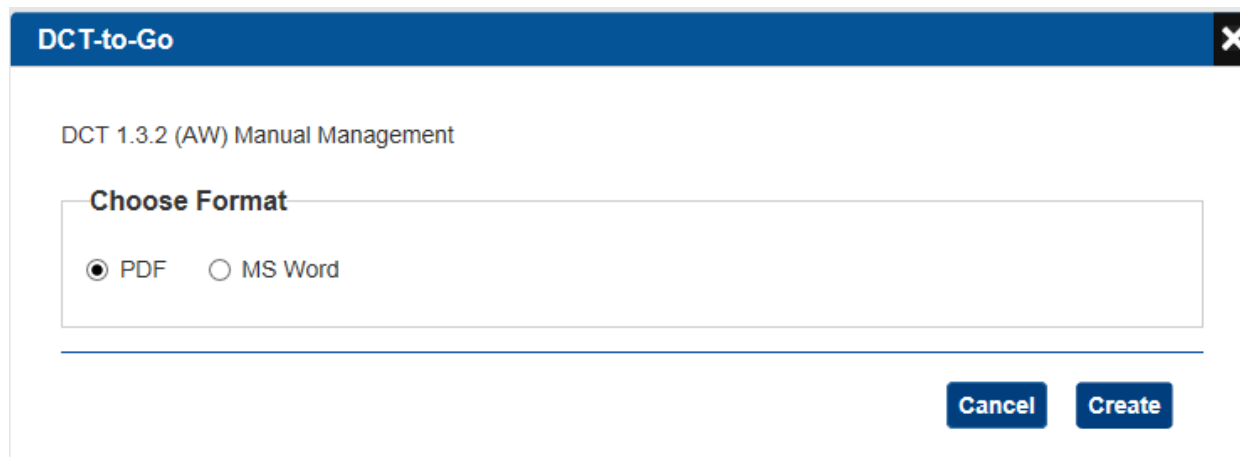 DCT-to-Go
DCT 1.3.2 (AW) Manual Management
Choose Format
PDF MS Word
Cancel Create